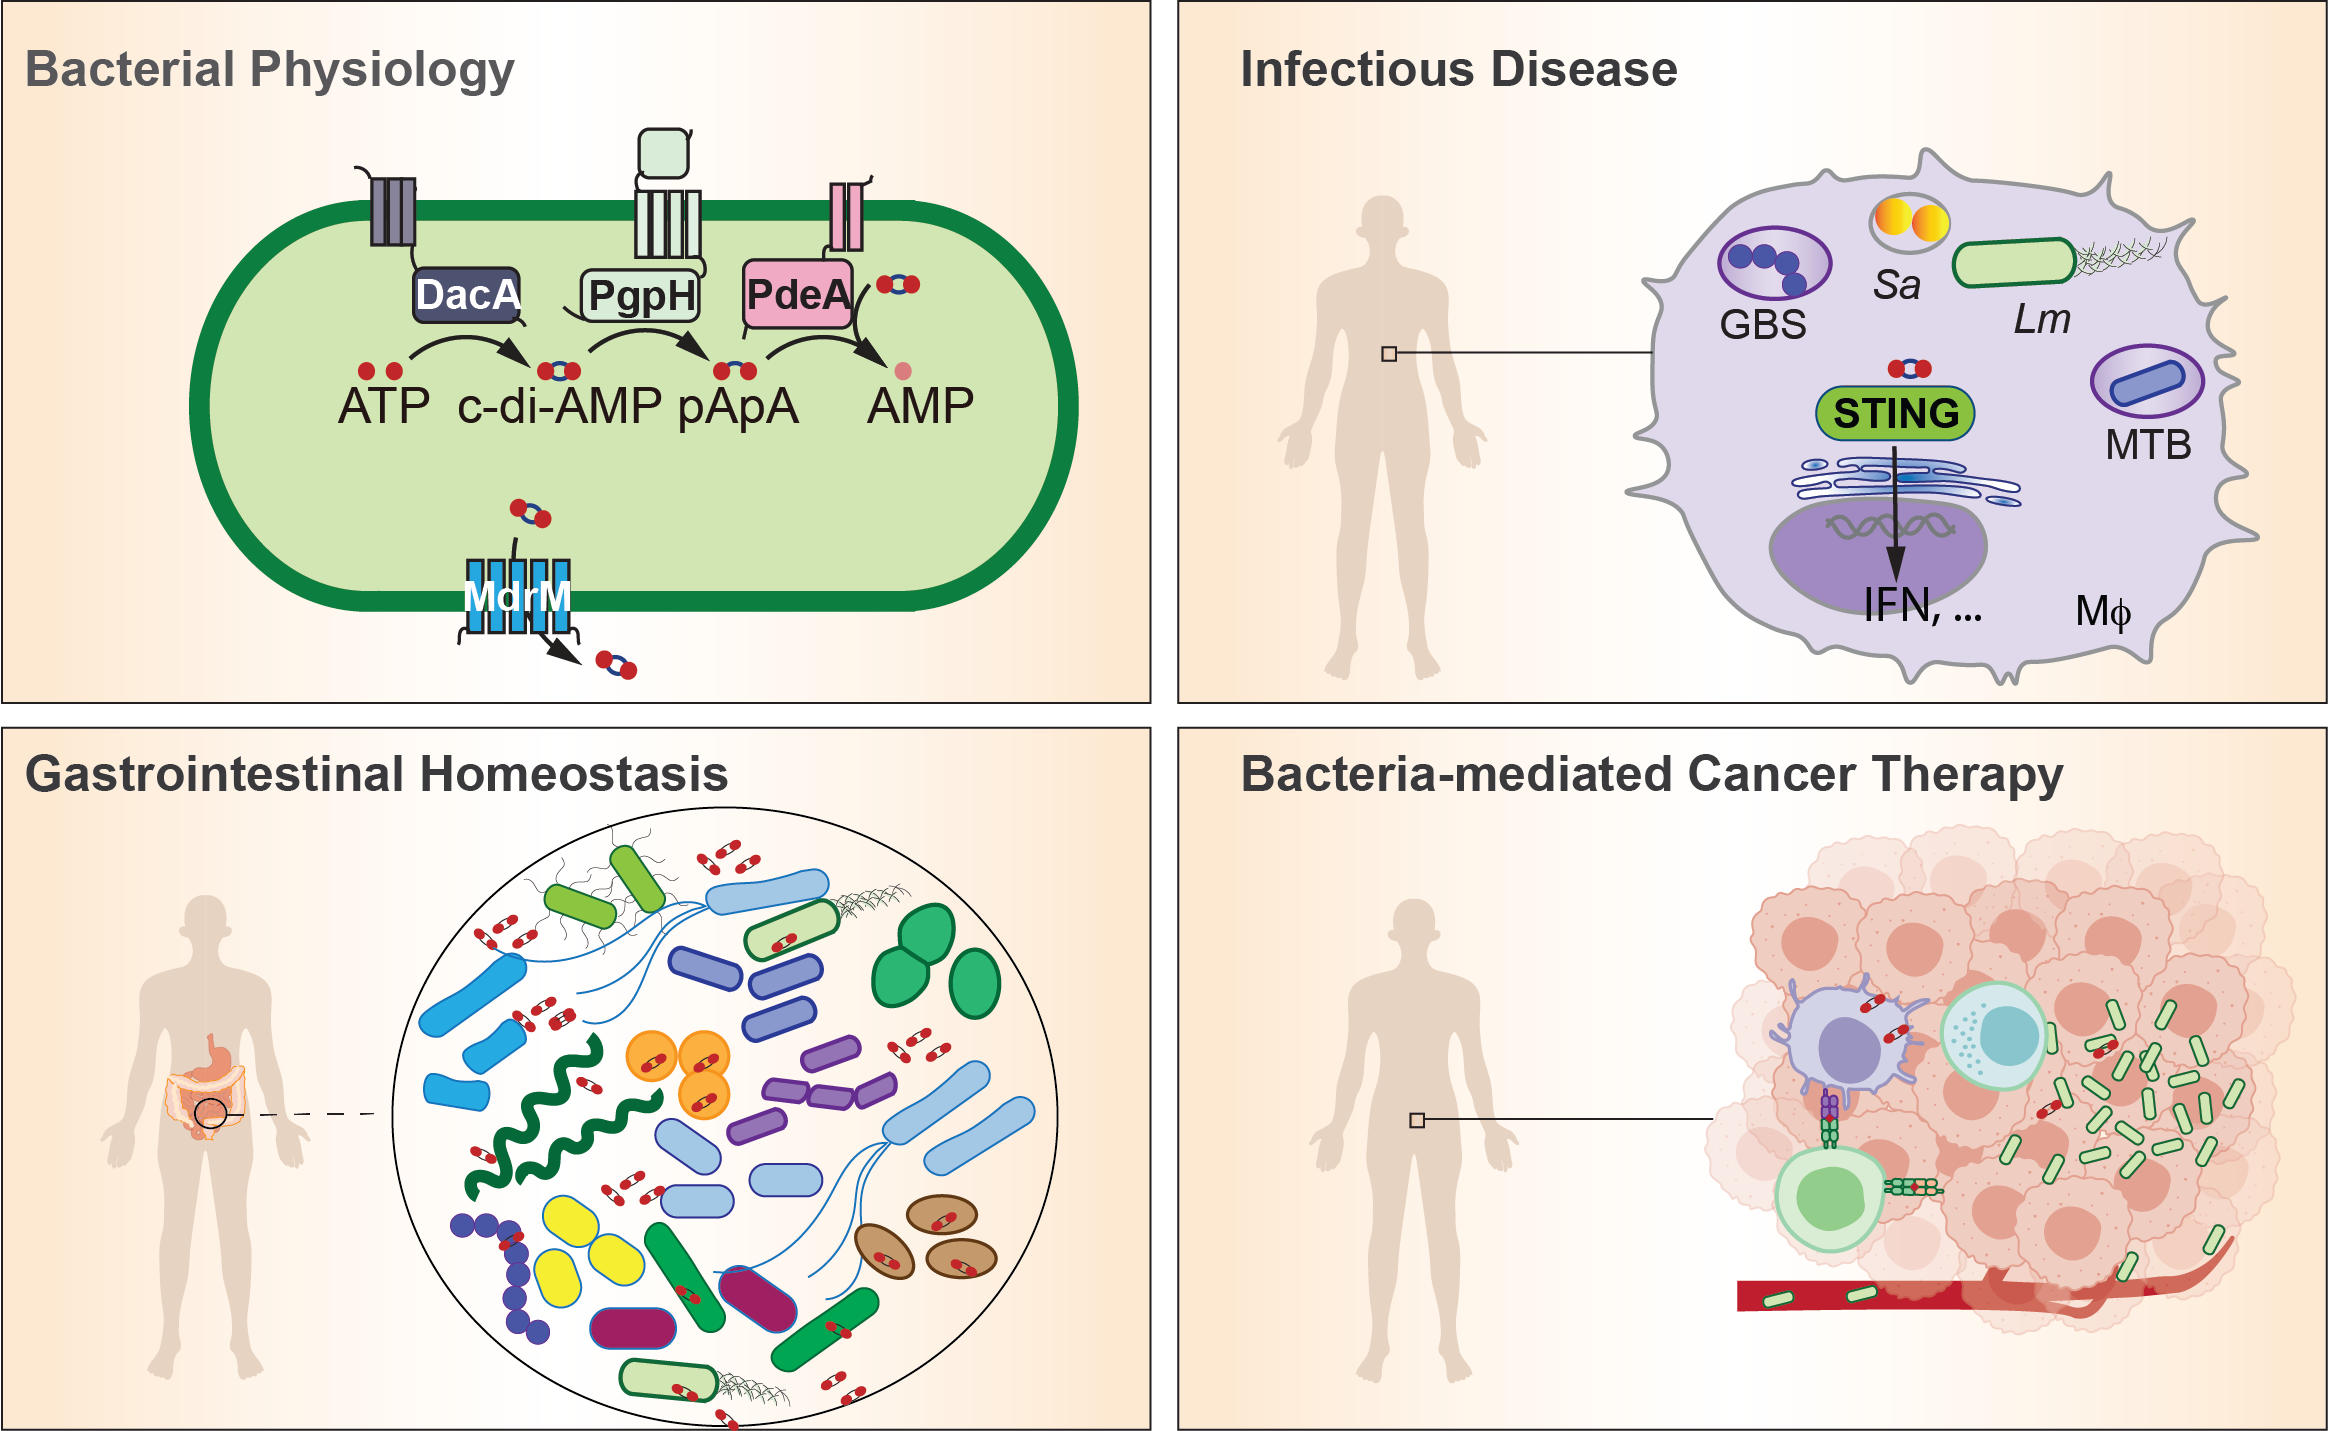 Bacterial Physiology
DacA
PgpH
PdeA
ATP
c-di-AMP
pApA
AMP
MdrM
Infectious Disease
GBS
Sa
Lm
STING
MTB
IFN, ...
Mϕ
Gastrointestinal Homeostasis
Bacteria-mediated Cancer Therapy